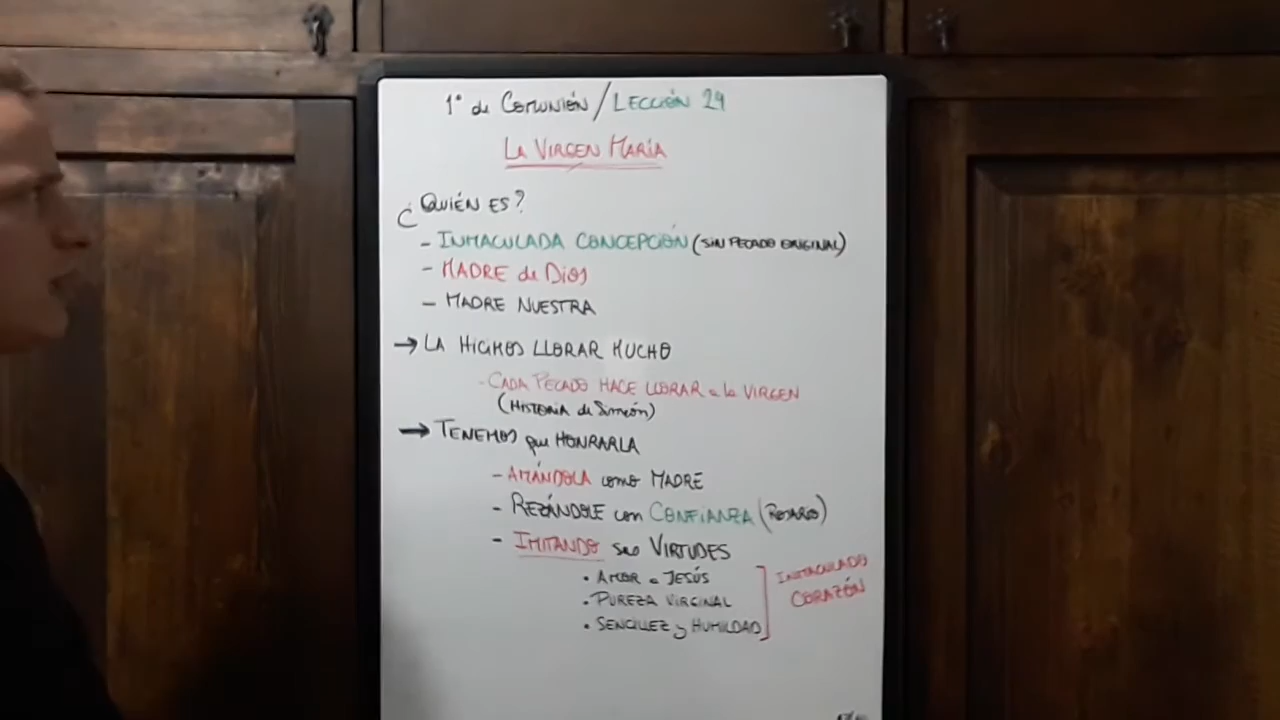 1° de Comunión / Lección 24
La Virgen María
¿Quién es?
- Inmaculada Concepción (sin pecado original)
- Madre de Dios
- Madre nuestra
→ La hicimos llorar mucho
- Cada pecado hace llorar a la Virgen
(Historia de Simeón)
→ Tenemos que honrarla
- Amándola como Madre
- Rezándole con confianza (Rosario)
- Imitando sus virtudes
• Amor a Jesús
• Pureza virginal
• Sencillez y humildad
Inmaculado
Corazón